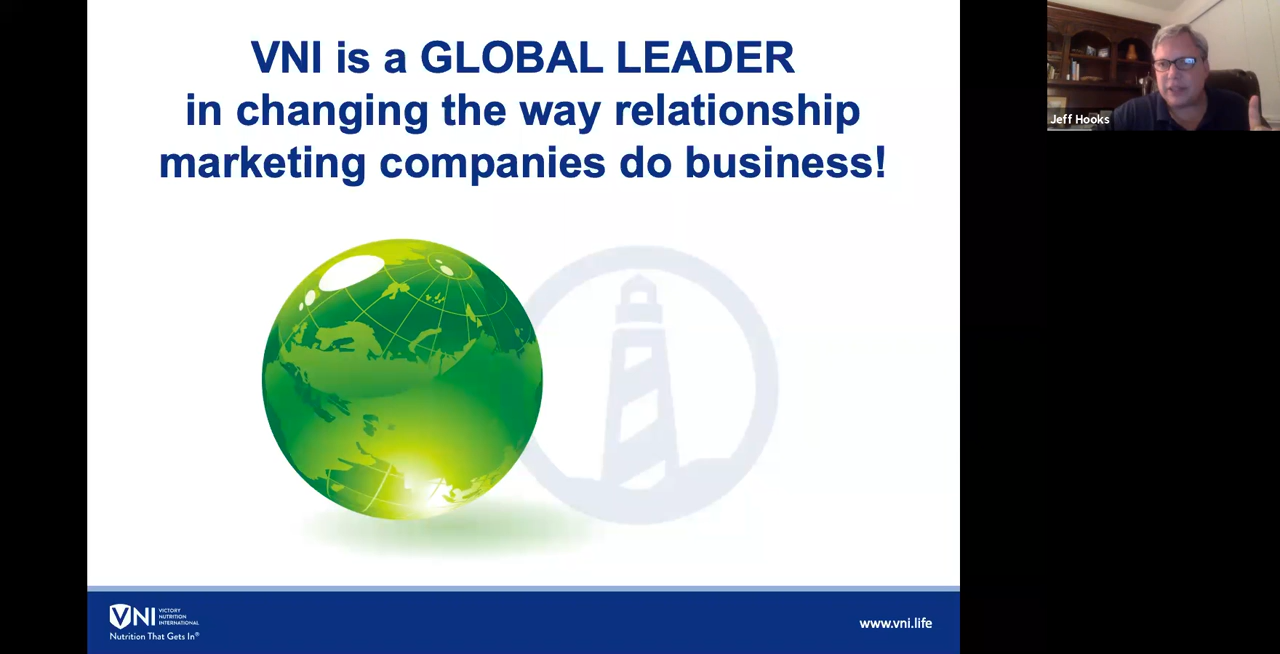 VNI is a GLOBAL LEADER
in changing the way relationship
marketing companies do business!
Jeff Hooks
VNI VICTORY
NUTRITION
INTERNATIONAL
Nutrition That Gets In®
www.vni.life